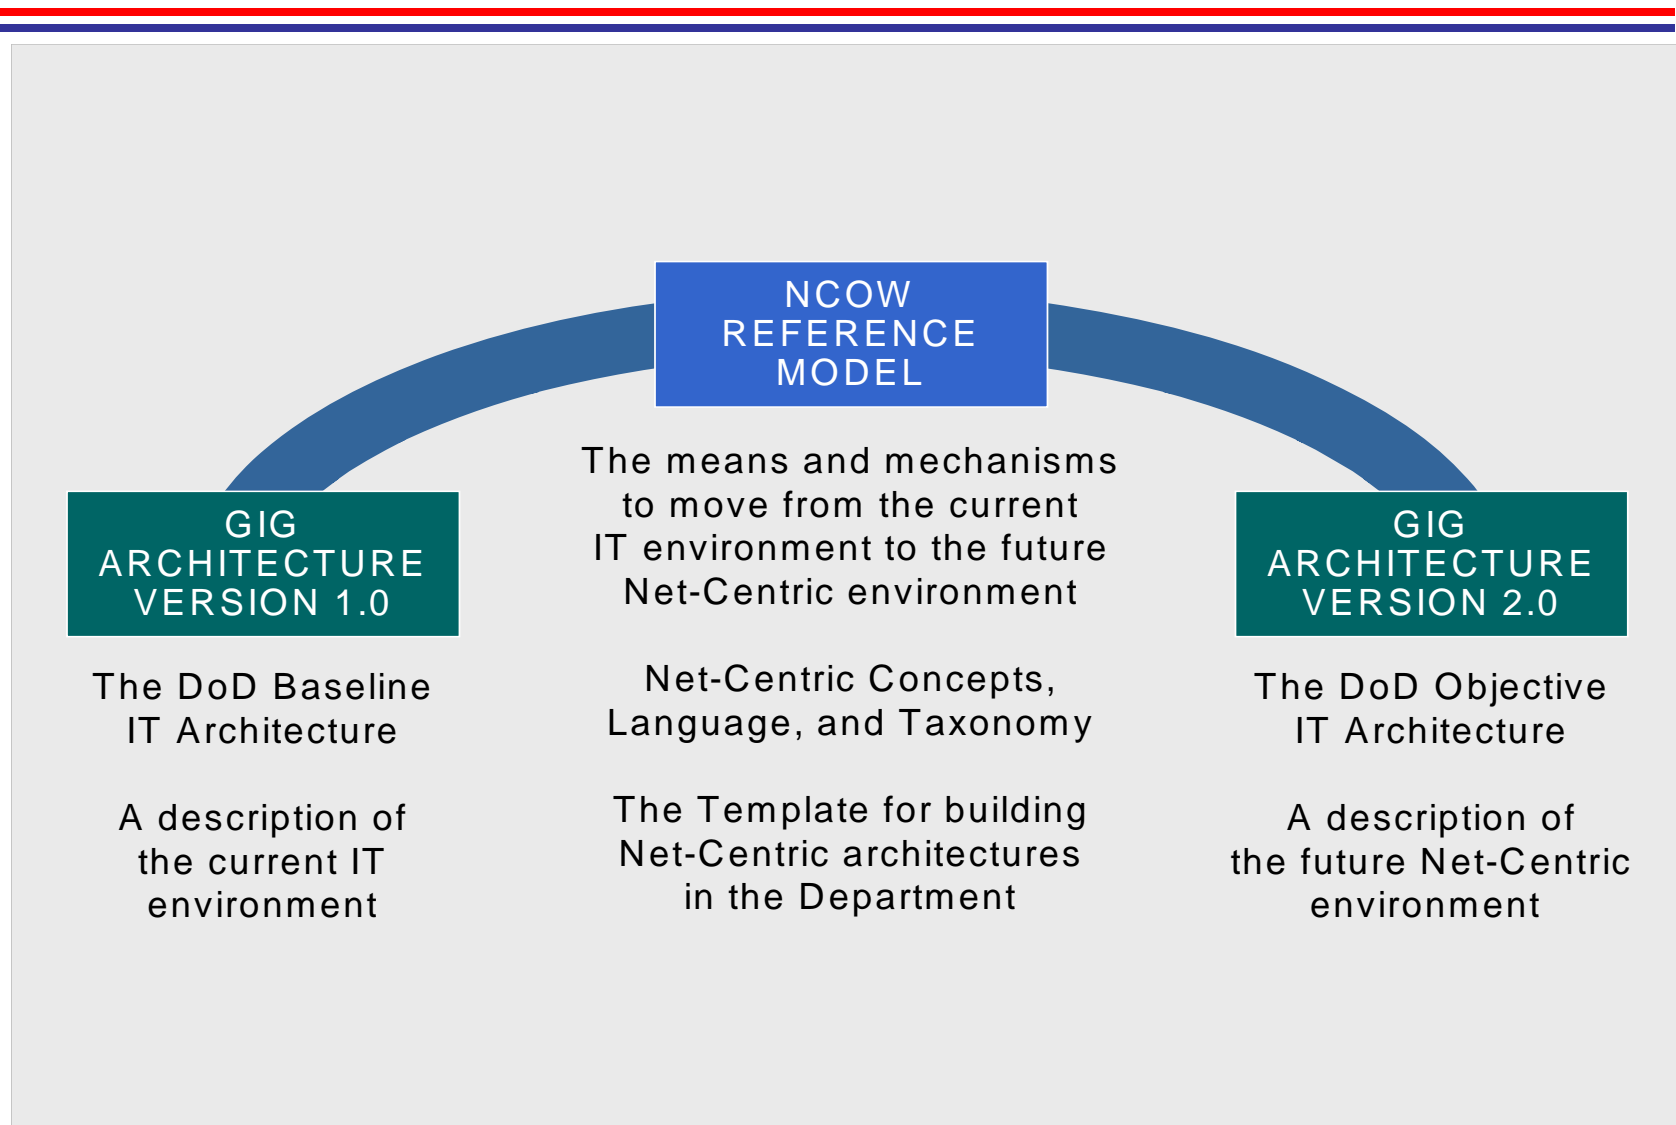 NCOW
REFERENCE
MODEL
The means and mechanisms
to move from the current
IT environment to the future
Net-Centric environment
Net-Centric Concepts,
Language, and Taxonomy
The Template for building
Net-Centric architectures
in the Department
GIG
ARCHITECTURE
VERSION 1.0
The DoD Baseline
IT Architecture
A description of
the current IT
environment
GIG
ARCHITECTURE
VERSION 2.0
The DoD Objective
IT Architecture
A description of
the future Net-Centric
environment